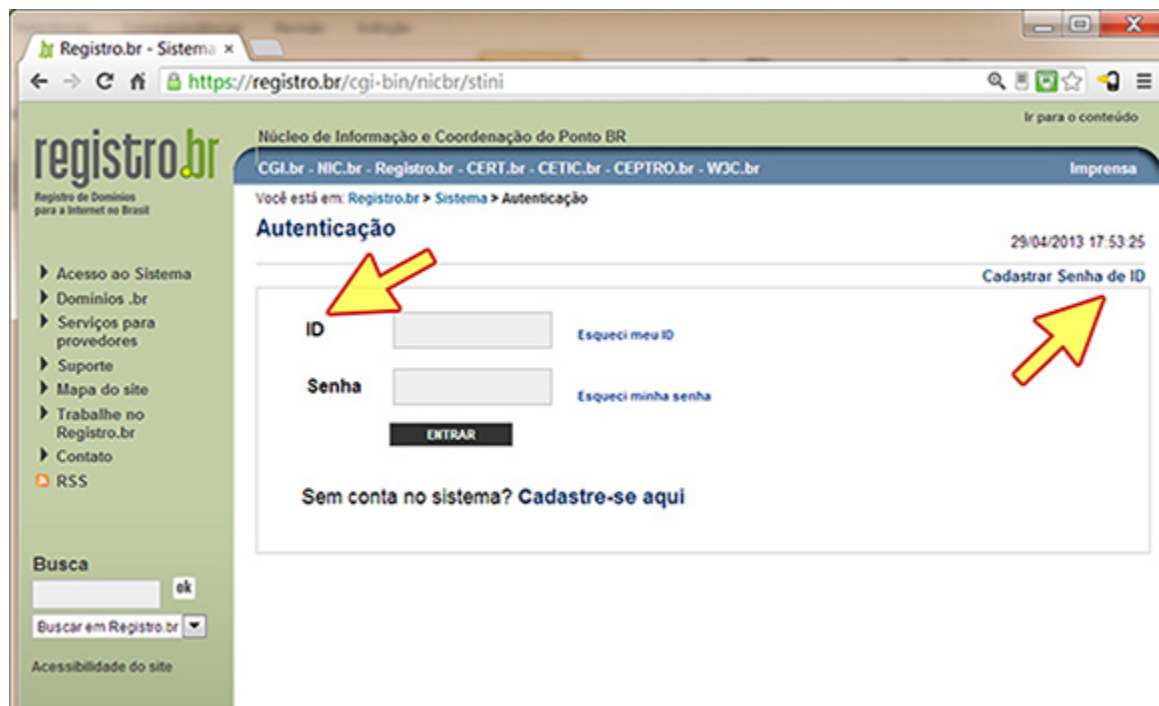 Registro.br - Sistema
https://registro.br/cgi-bin/nicbr/stini
Ir para o conteúdo
registro.br
Registro de Domínios
para a Internet no Brasil
Núcleo de Informação e Coordenação do Ponto BR
CGI.br - NIC.br - Registro.br - CERT.br - CETIC.br - CEPTRO.br - W3C.br
Imprensa
Você está em: Registro.br > Sistema > Autenticação
Autenticação
29/04/2013 17:53:25
Cadastrar Senha de ID
Acesso ao Sistema
Domínios .br
Serviços para
provedores
Suporte
Mapa do site
Trabalhe no
Registro.br
Contato
RSS
ID
Esqueci meu ID
Senha
Esqueci minha senha
ENTRAR
Sem conta no sistema? Cadastre-se aqui
Busca
ok
Buscar em Registro.br
Acessibilidade do site